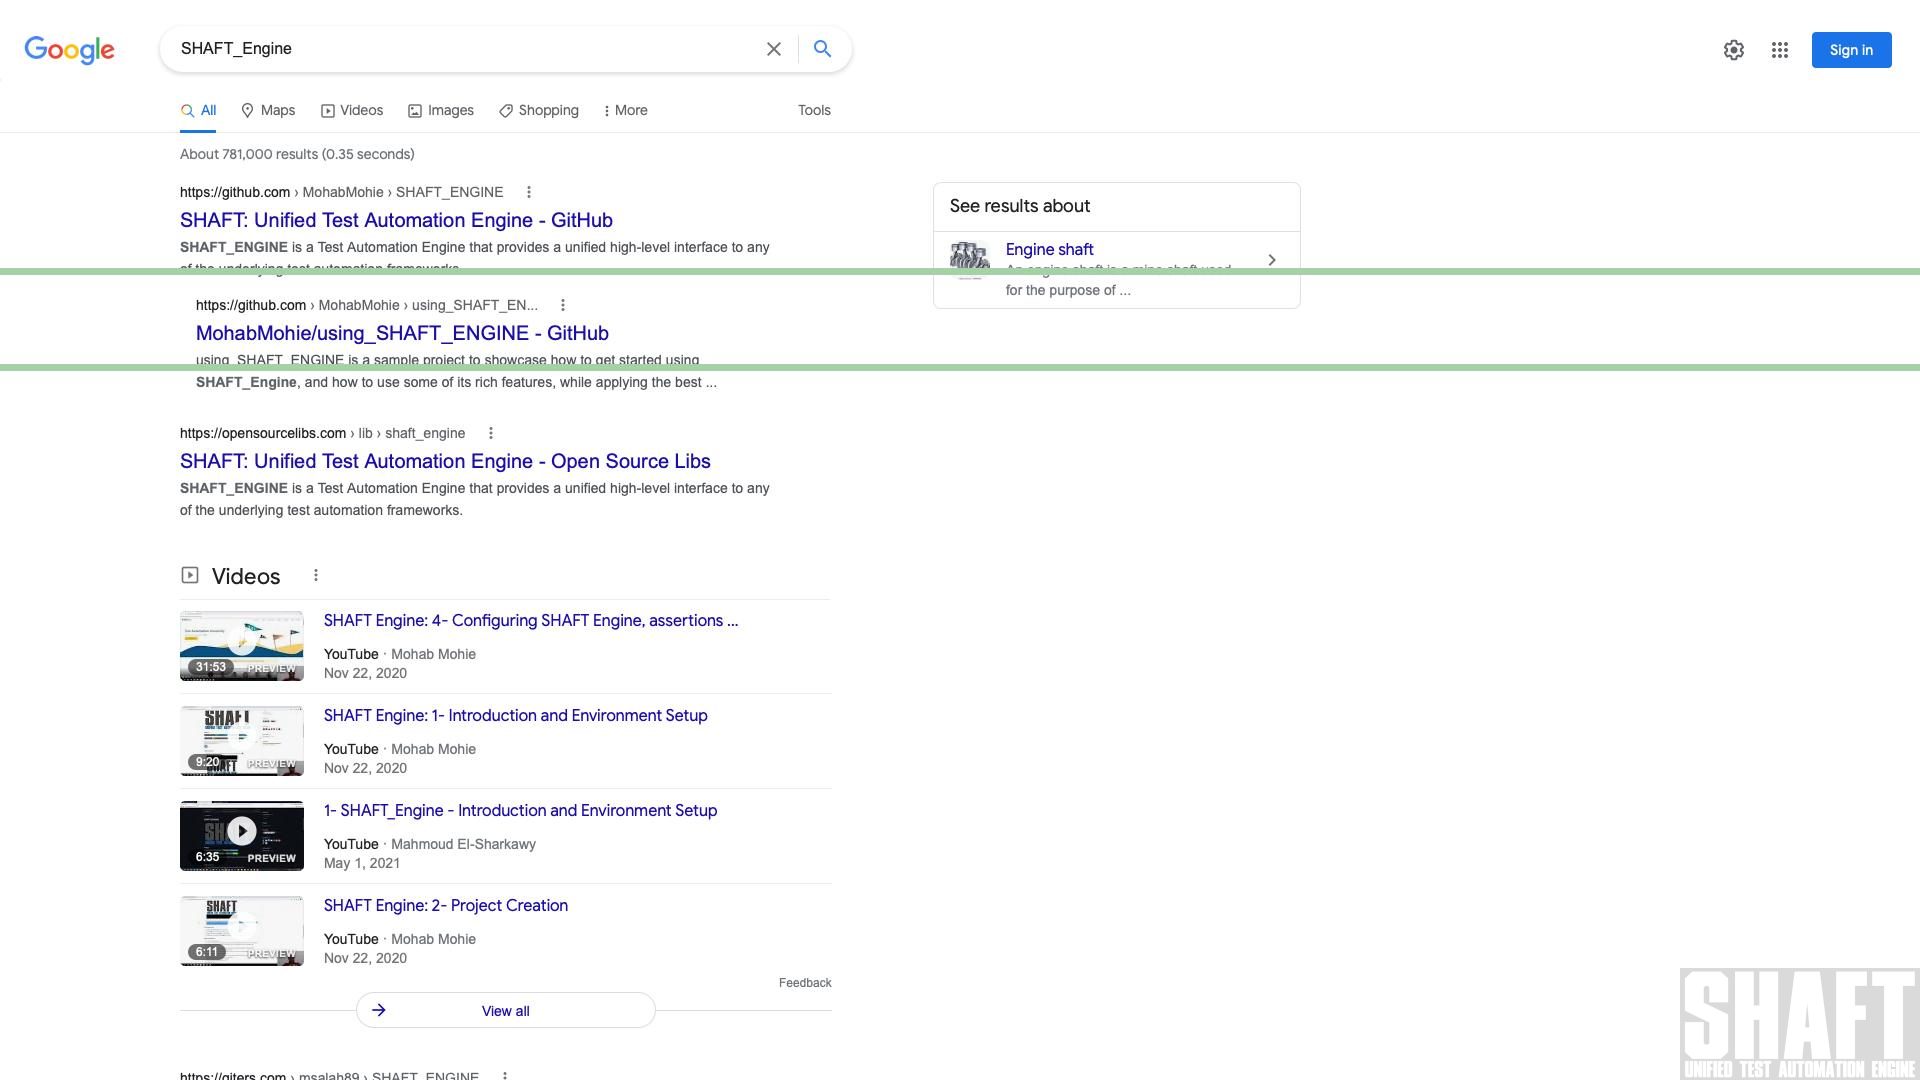 Google
SHAFT_Engine
Sign in
All
Maps
Videos
Images
Shopping
More
Tools
About 781,000 results (0.35 seconds)
https://github.com › MohabMohie › SHAFT_ENGINE
SHAFT: Unified Test Automation Engine - GitHub
SHAFT_ENGINE is a Test Automation Engine that provides a unified high-level interface to any
of the underlying test automation frameworks.
See results about
Engine shaft
An engine shaft is a mine shaft used
for the purpose of ...
https://github.com › MohabMohie › using_SHAFT_EN...
MohabMohie/using_SHAFT_ENGINE - GitHub
using_SHAFT_ENGINE is a sample project to showcase how to get started using
SHAFT_Engine, and how to use some of its rich features, while applying the best ...
https://opensourcelibs.com › lib › shaft_engine
SHAFT: Unified Test Automation Engine - Open Source Libs
SHAFT_ENGINE is a Test Automation Engine that provides a unified high-level interface to any
of the underlying test automation frameworks.
Videos
31:53
PREVIEW
SHAFT Engine: 4- Configuring SHAFT Engine, assertions ...
YouTube · Mohab Mohie
Nov 22, 2020
SHAFT
9:20
PREVIEW
SHAFT Engine: 1- Introduction and Environment Setup
YouTube · Mohab Mohie
Nov 22, 2020
6:35
PREVIEW
1- SHAFT_Engine - Introduction and Environment Setup
YouTube · Mahmoud El-Sharkawy
May 1, 2021
SHAFT
6:11
PREVIEW
SHAFT Engine: 2- Project Creation
YouTube · Mohab Mohie
Nov 22, 2020
Feedback
View all
https://giters.com › msalah89 › SHAFT_ENGINE
SHAFT
UNIFIED TEST AUTOMATION ENGINE